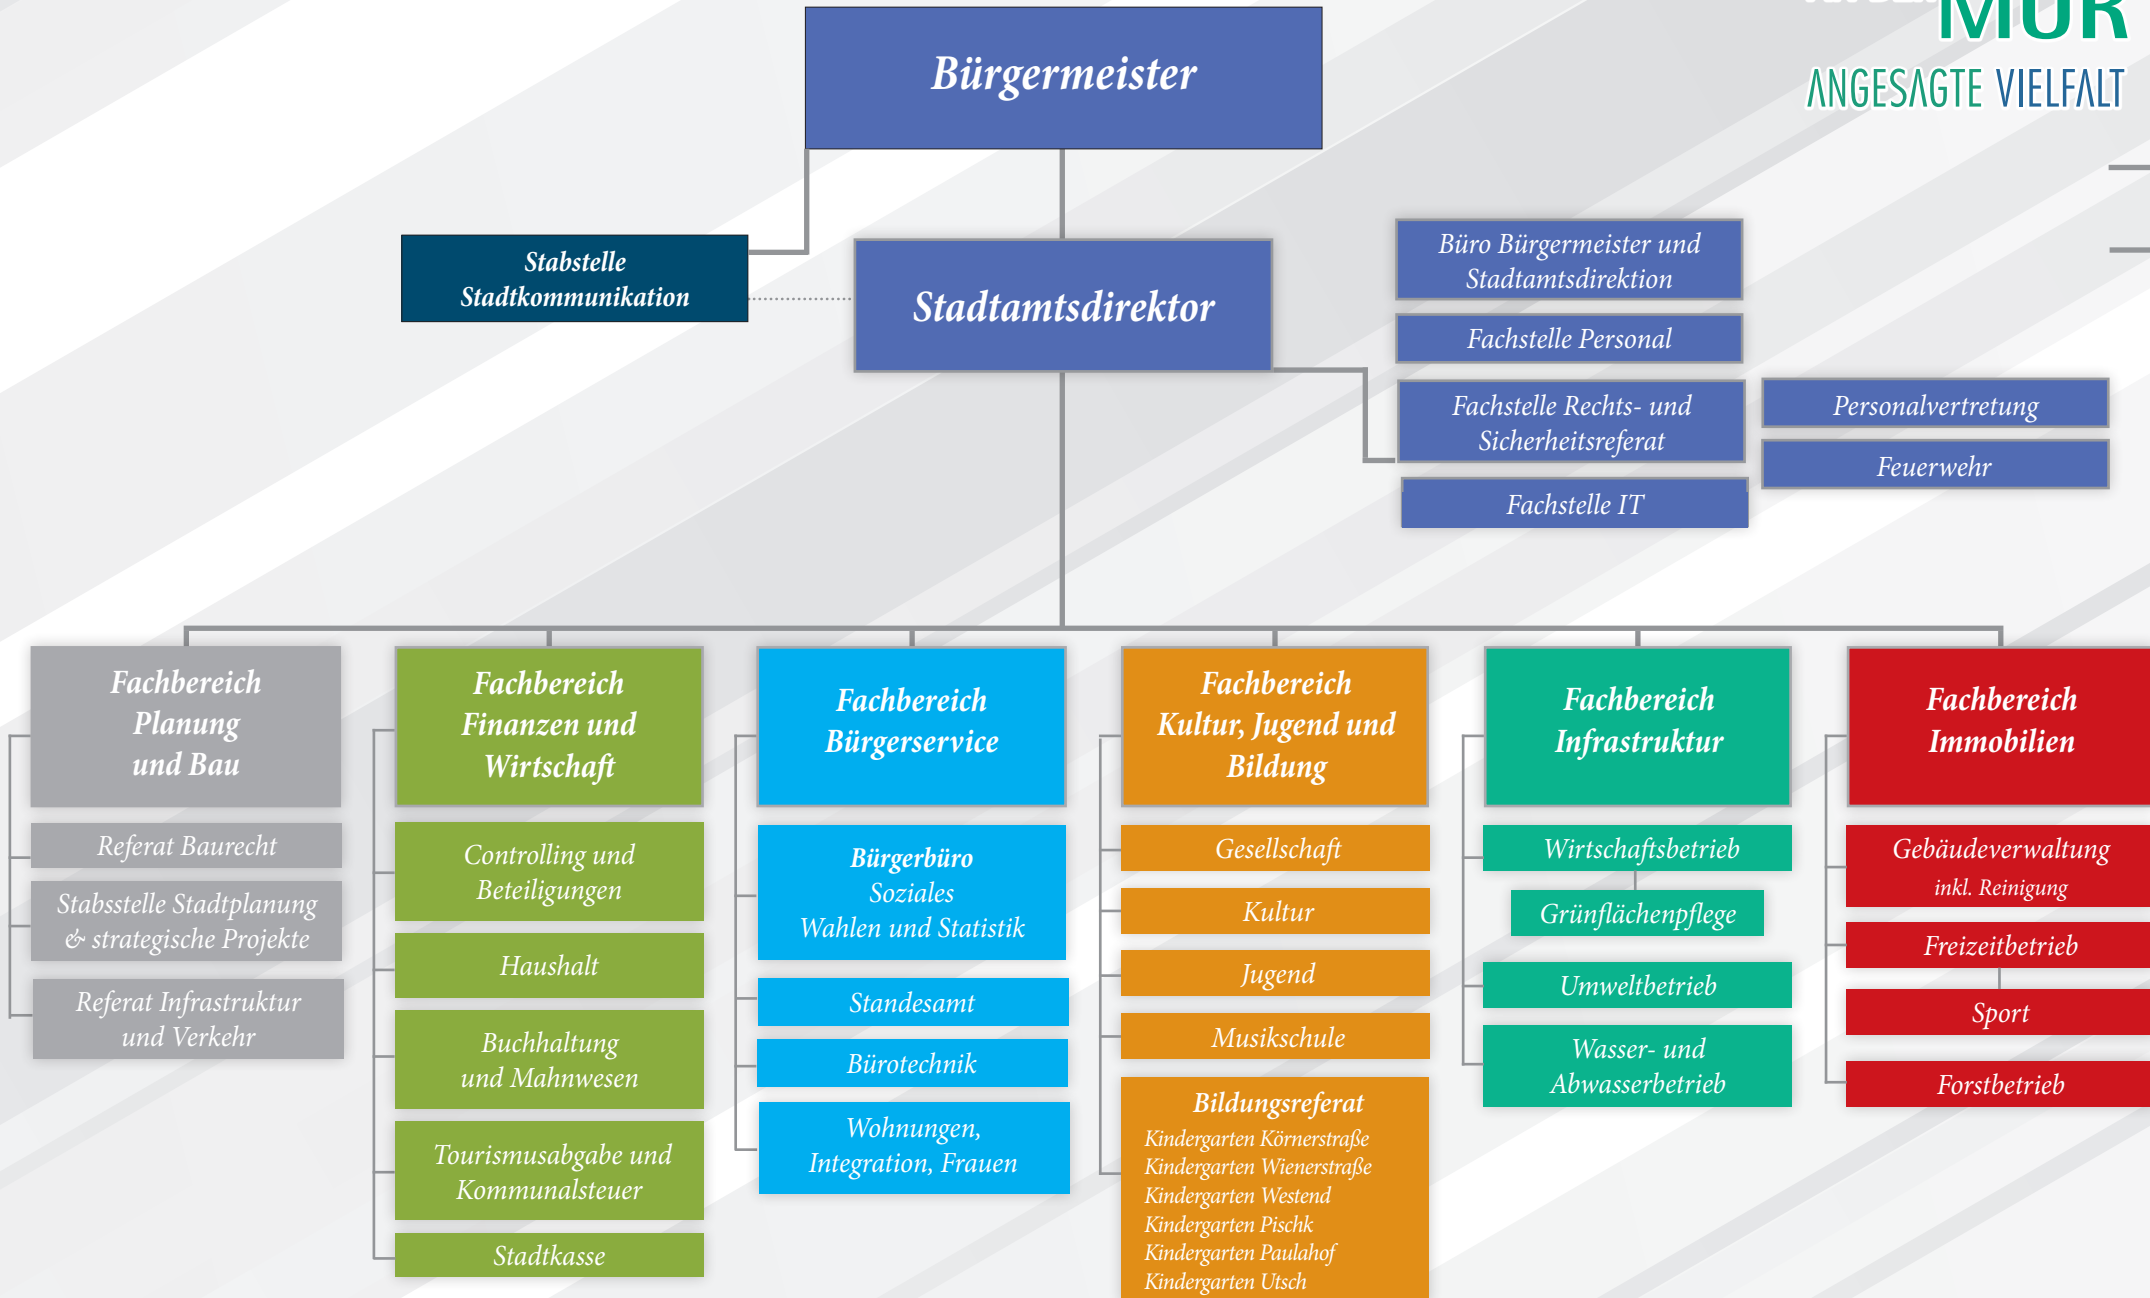 MUR
ANGESAGTE VIELFALT
Bürgermeister
Stabstelle
Stadtkommunikation
Stadtamtsdirektor
Büro Bürgermeister und
Stadtamtsdirektion
Fachstelle Personal
Fachstelle Rechts- und
Sicherheitsreferat
Fachstelle IT
Personalvertretung
Feuerwehr
Fachbereich
Planung
und Bau
Referat Baurecht
Stabsstelle Stadtplanung
& strategische Projekte
Referat Infrastruktur
und Verkehr
Fachbereich
Finanzen und
Wirtschaft
Controlling und
Beteiligungen
Haushalt
Buchhaltung
und Mahnwesen
Tourismusabgabe und
Kommunalsteuer
Stadtkasse
Fachbereich
Bürgerservice
Bürgerbüro
Soziales
Wahlen und Statistik
Standesamt
Bürotechnik
Wohnungen,
Integration, Frauen
Fachbereich
Kultur, Jugend und
Bildung
Gesellschaft
Kultur
Jugend
Musikschule
Bildungsreferat
Kindergarten Körnerstraße
Kindergarten Wienerstraße
Kindergarten Westend
Kindergarten Pischk
Kindergarten Paulahof
Kindergarten Utsch
Fachbereich
Infrastruktur
Wirtschaftsbetrieb
Grünflächenpflege
Umweltbetrieb
Wasser- und
Abwasserbetrieb
Fachbereich
Immobilien
Gebäudeverwaltung
inkl. Reinigung
Freizeitbetrieb
Sport
Forstbetrieb